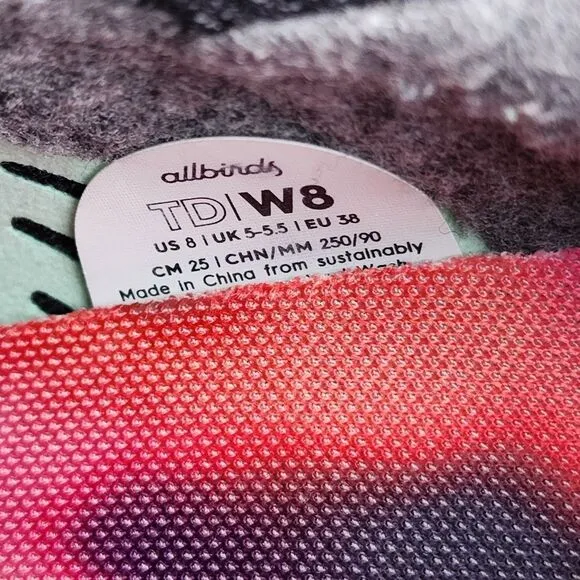 allbirds
TD|W8
US 8 | UK 5-5.5 | EU 38
CM 25 | CHN/MM 250/90
Made in China from sustainably